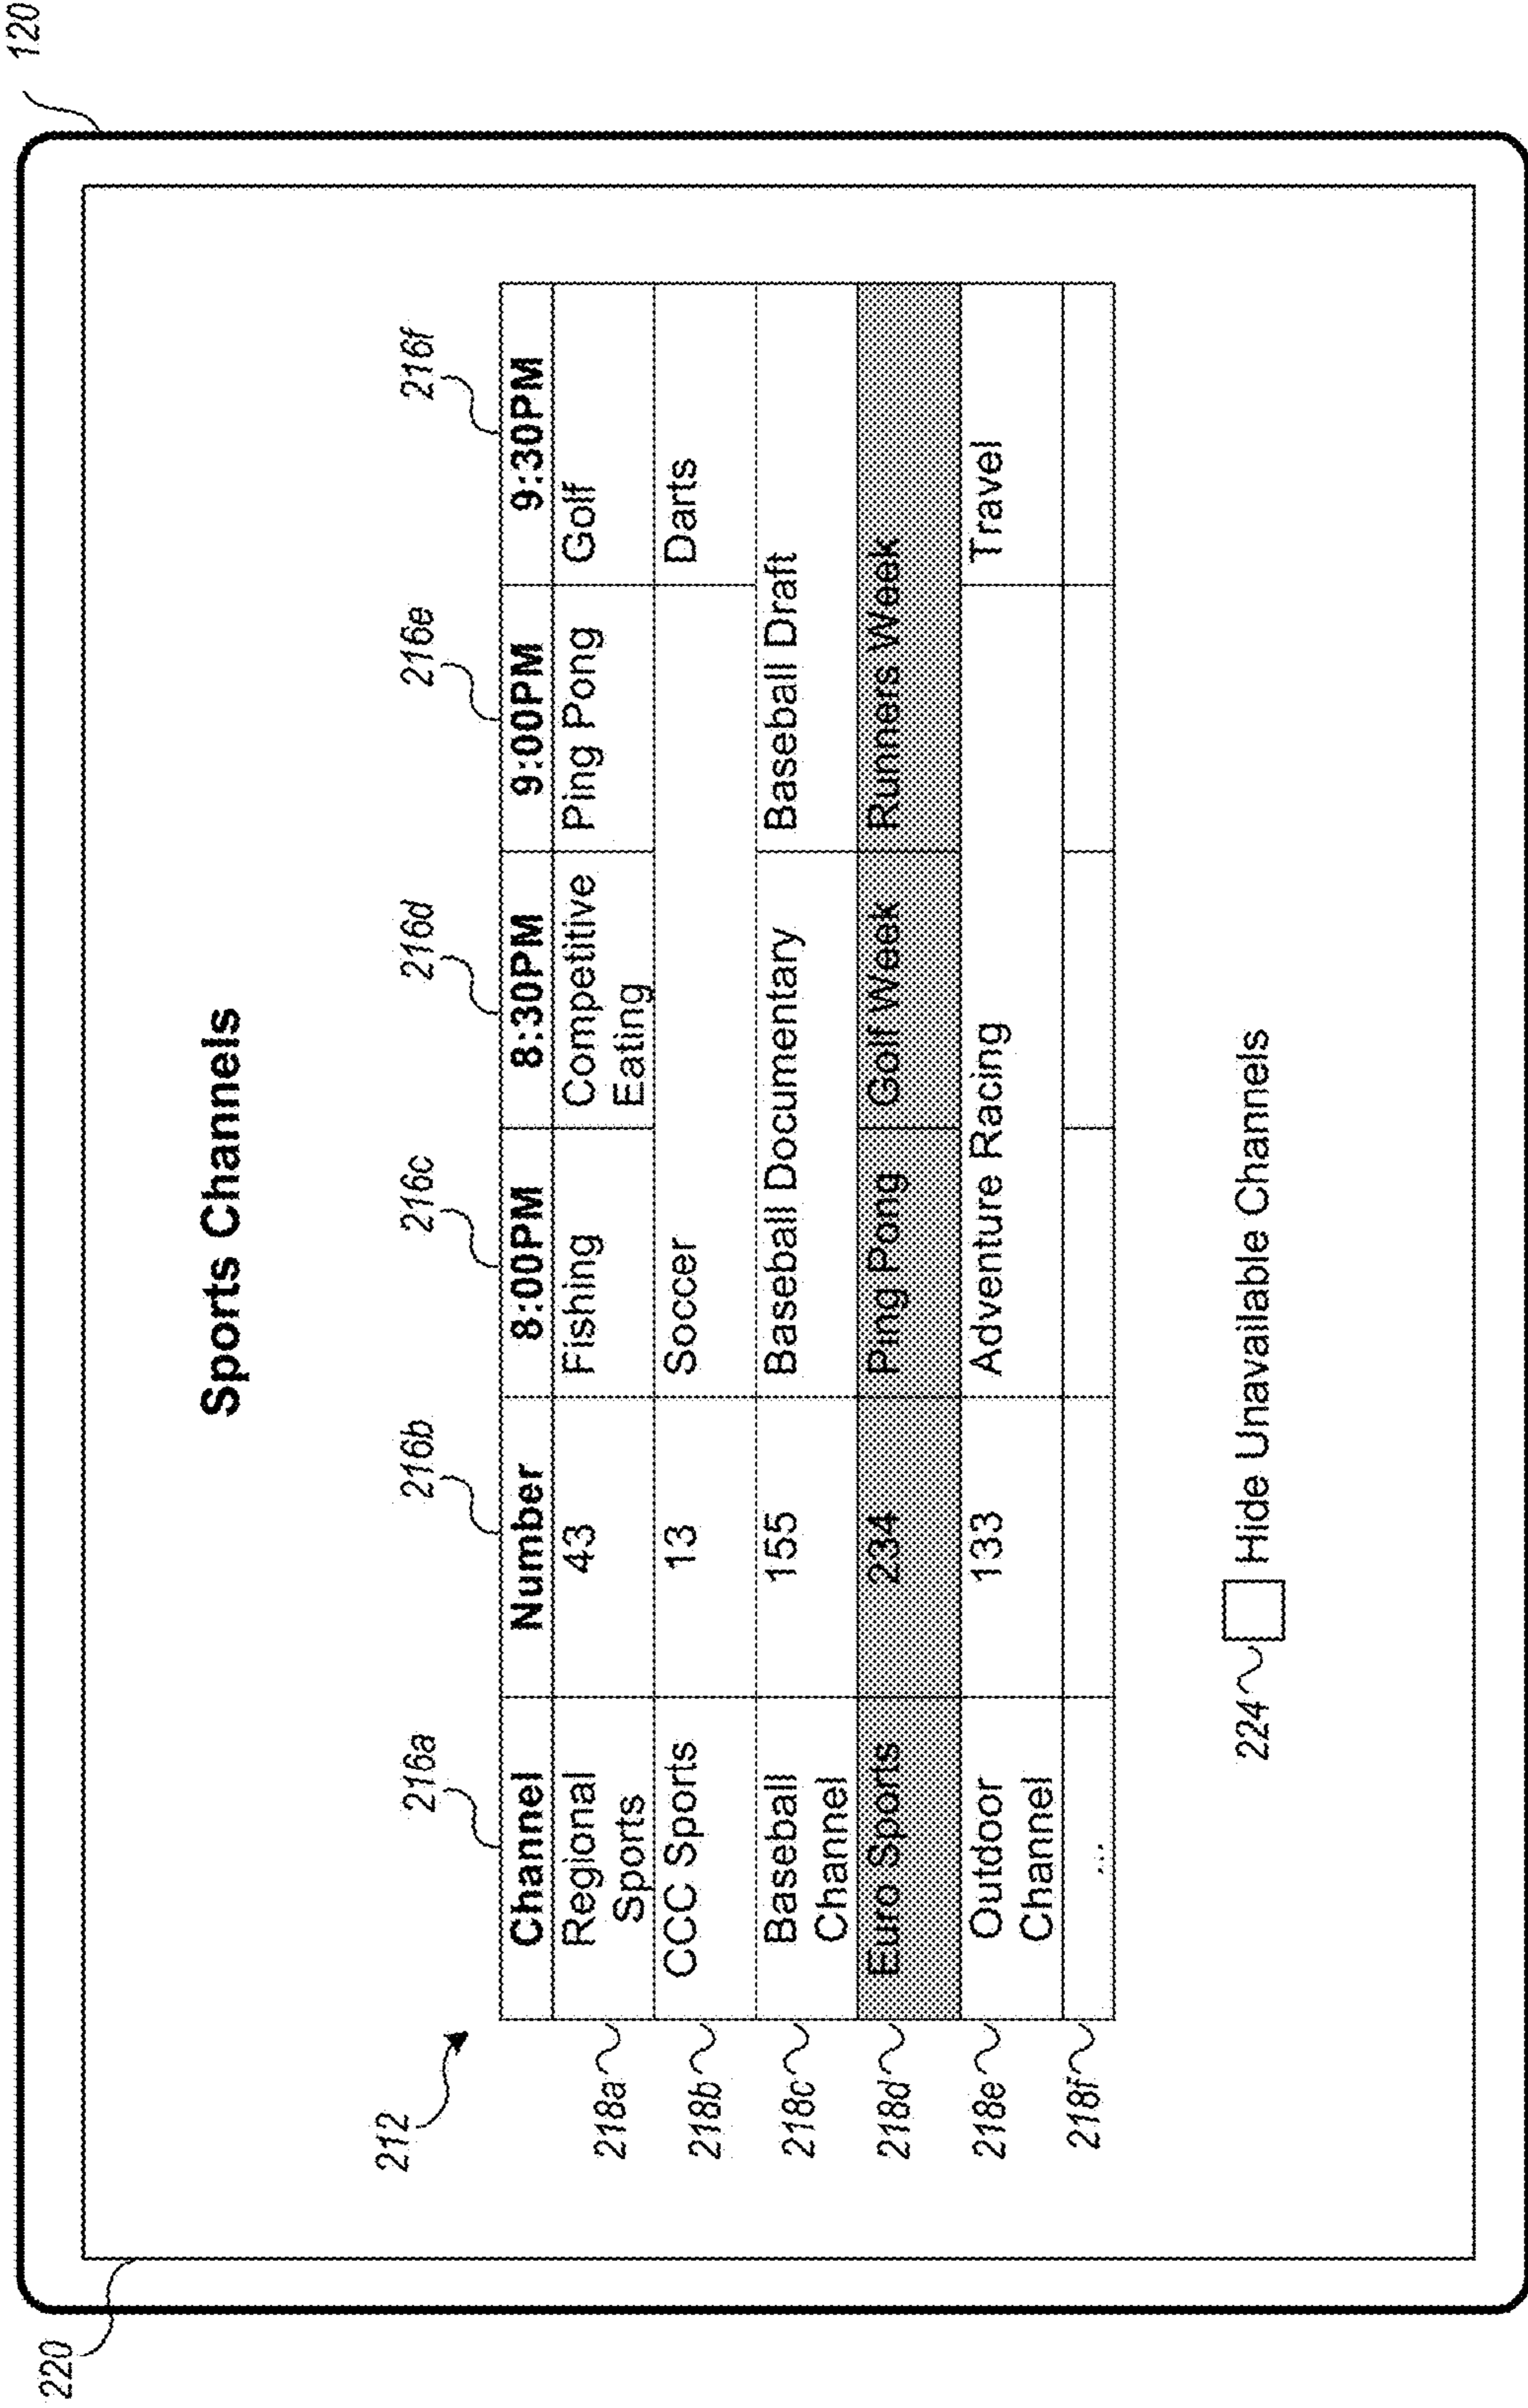 120
220
Sports Channels
212
216a 216b 216c 216d 216e 216f
Channel Number 8:00PM 8:30PM 9:00PM 9:30PM
218a Regional Sports 43 Fishing Competitive Eating Ping Pong Golf
218b CCC Sports 13 Soccer Darts
218c Baseball Channel 155 Baseball Documentary Baseball Draft
218d Euro Sports 234 Ping Pong Golf Week Runners Week
218e Outdoor Channel 133 Adventure Racing Travel
218f ...
224 Hide Unavailable Channels